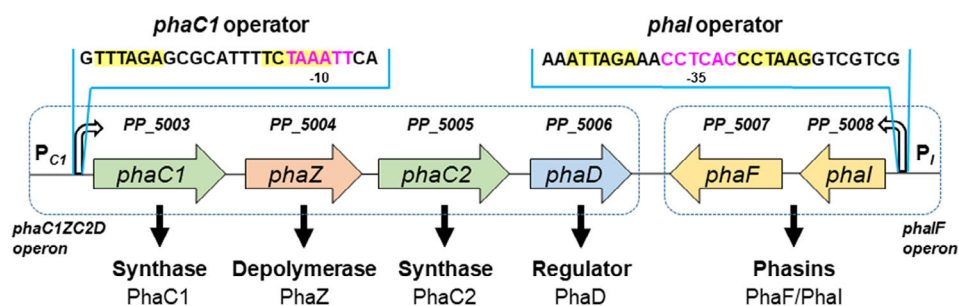 phaC1 operator
phaI operator
GTTTAGAGCGCATTTTCTAAATTCA
AAATTAGAAACCTCACCCTAAGGTCGTCG
-10
-35
PP_5003
PP_5004
PP_5005
PP_5006
PP_5007
PP_5008
PC1
PI
phaC1
phaZ
phaC2
phaD
phaF
phaI
phaC1ZC2D
operon
phaIF
operon
Synthase
Depolymerase
Synthase
Regulator
Phasins
PhaC1
PhaZ
PhaC2
PhaD
PhaF/PhaI